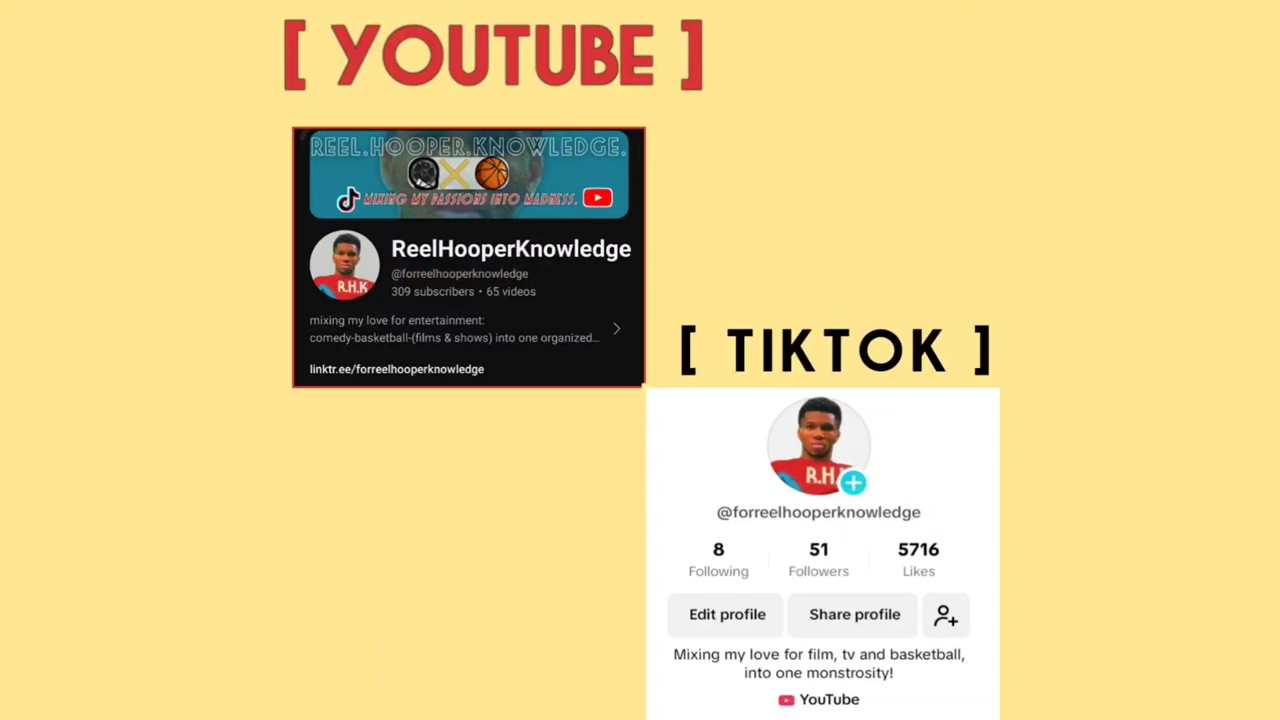 [ YOUTUBE ]
REEL.HOOPER.KNOWLEDGE.
MIXING MY PASSIONS INTO MADNESS.
ReelHooperKnowledge
@forreelhooperknowledge
309 subscribers • 65 videos
mixing my love for entertainment:
comedy-basketball-(films & shows) into one organized...
linktr.ee/forreelhooperknowledge
R.H.K
[ TIKTOK ]
R.H.
@forreelhooperknowledge
8 51 5716
Following Followers Likes
Edit profile Share profile
Mixing my love for film, tv and basketball,
into one monstrosity!
YouTube